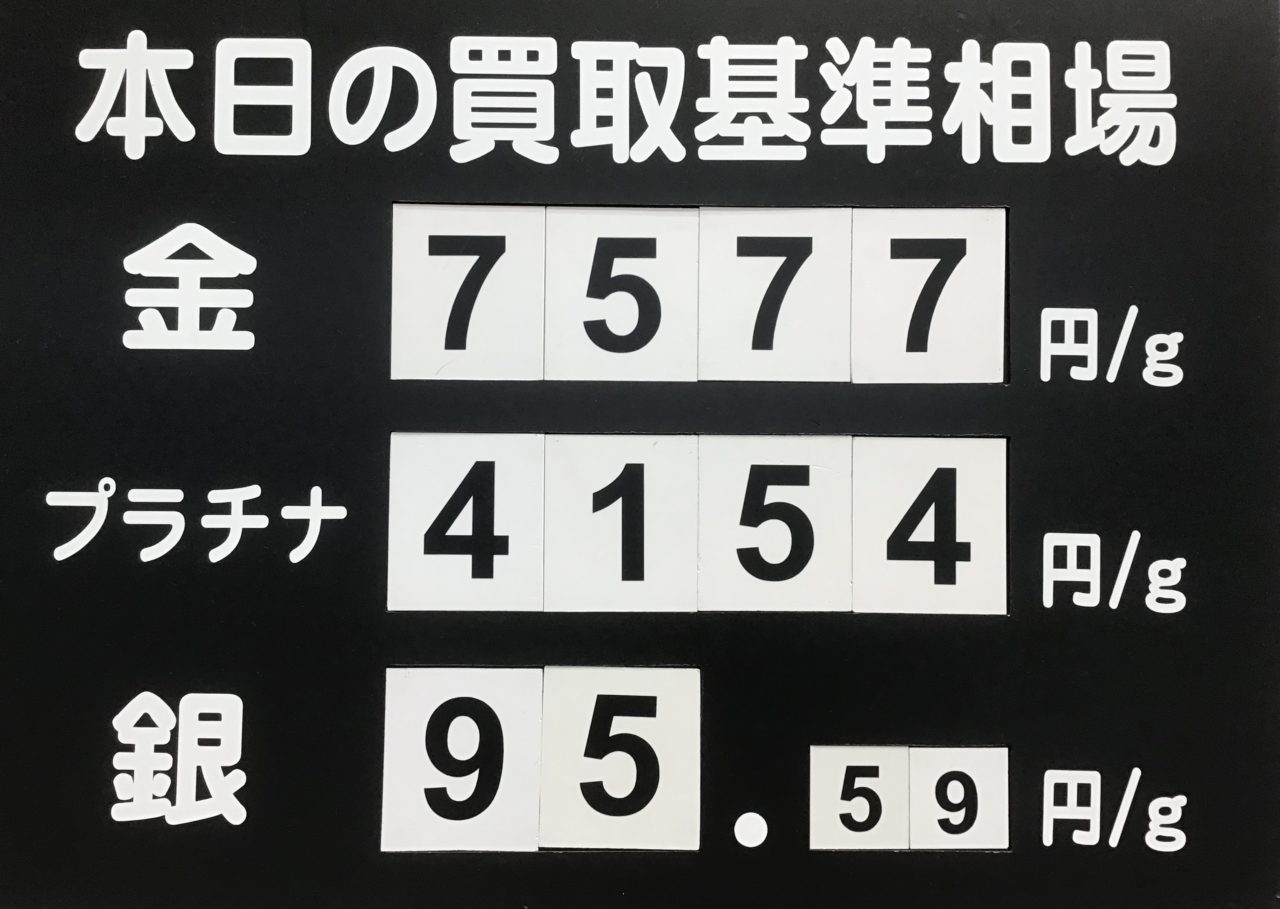 本日の買取基準相場
金 7577 円/g
プラチナ 4154 円/g
銀 95.59 円/g